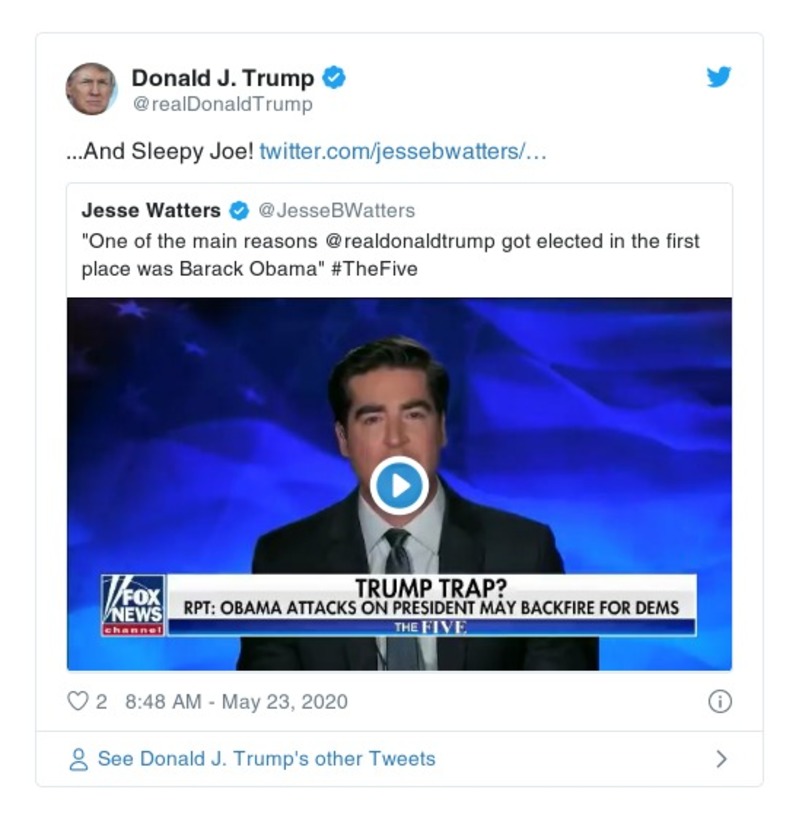 Donald J. Trump
@realDonaldTrump
...And Sleepy Joe! twitter.com/jessebwatters/…
Jesse Watters @JesseBWatters
"One of the main reasons @realdonaldtrump got elected in the first
place was Barack Obama" #TheFive
TRUMP TRAP?
RPT: OBAMA ATTACKS ON PRESIDENT MAY BACKFIRE FOR DEMS
THE FIVE
FOX
NEWS
channel
2 8:48 AM - May 23, 2020
See Donald J. Trump's other Tweets